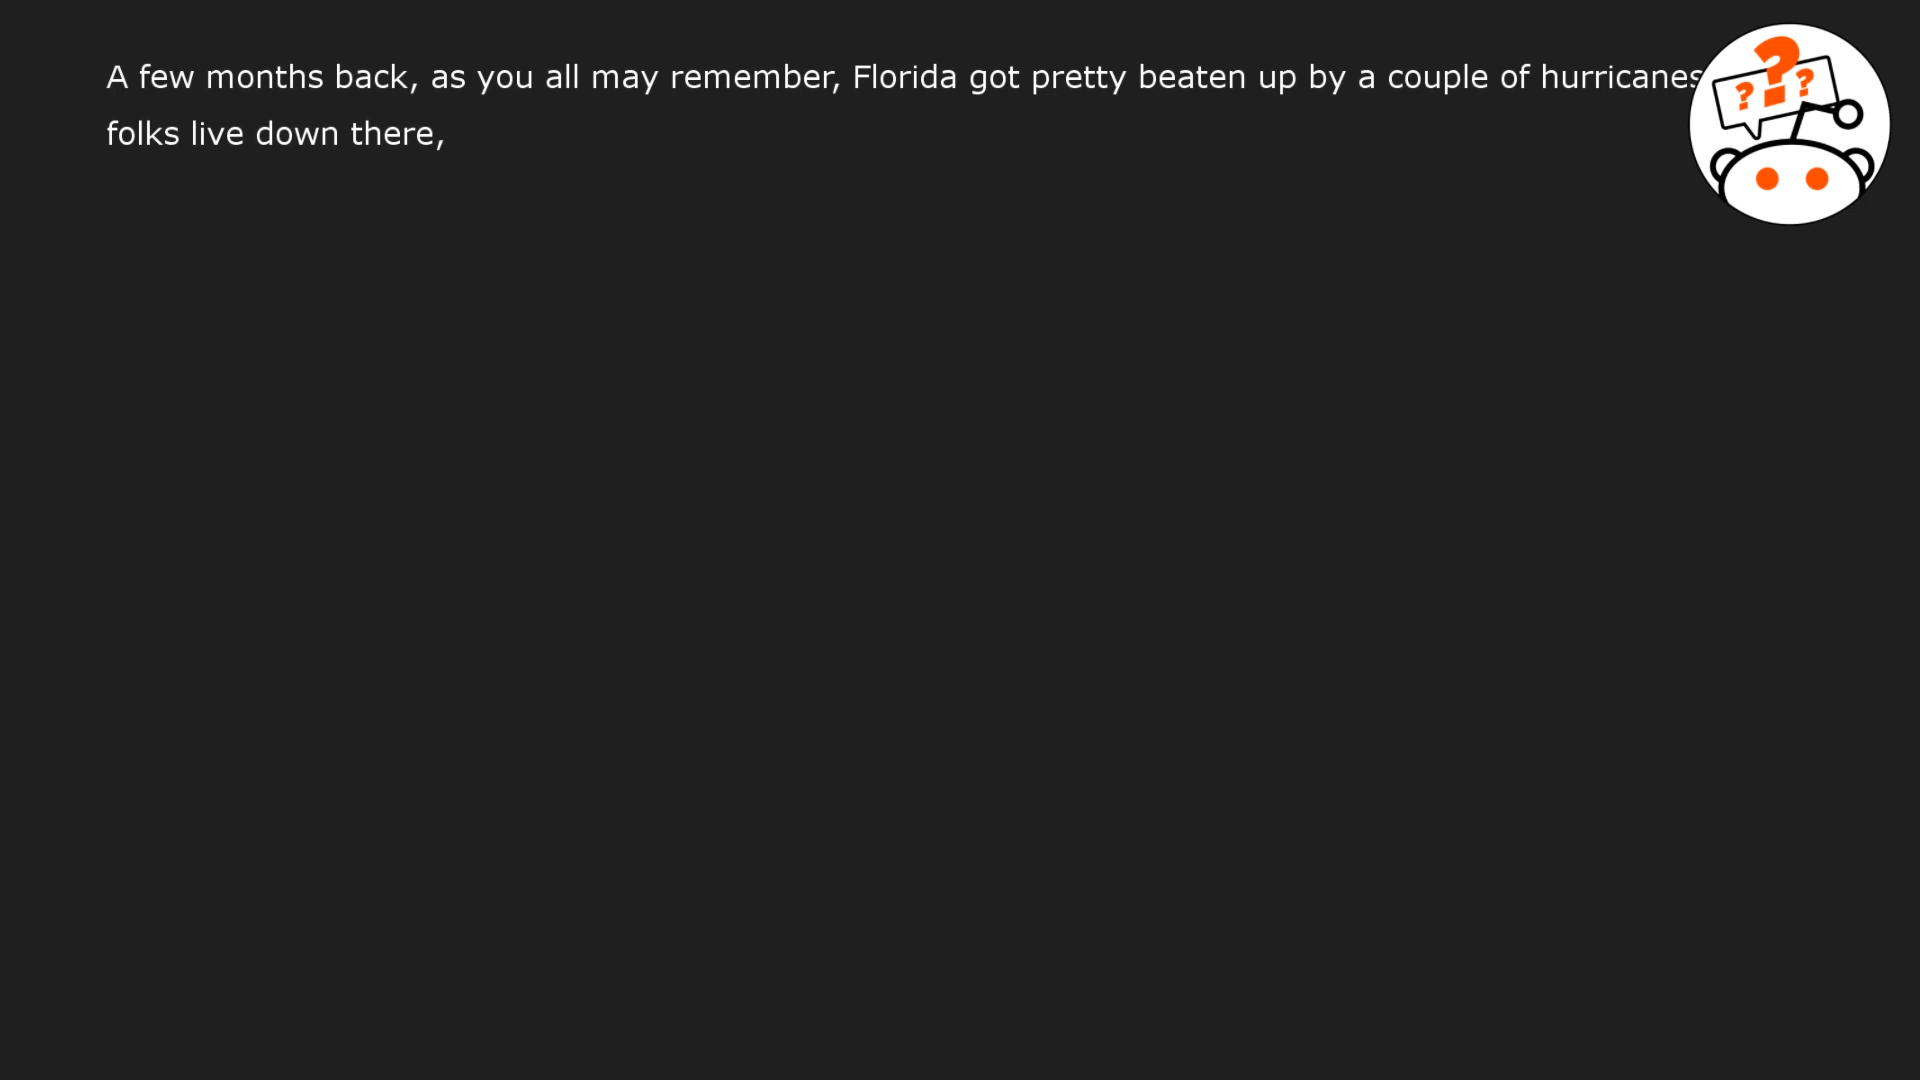 A few months back, as you all may remember, Florida got pretty beaten up by a couple of hurricanes
folks live down there,
? ? ?